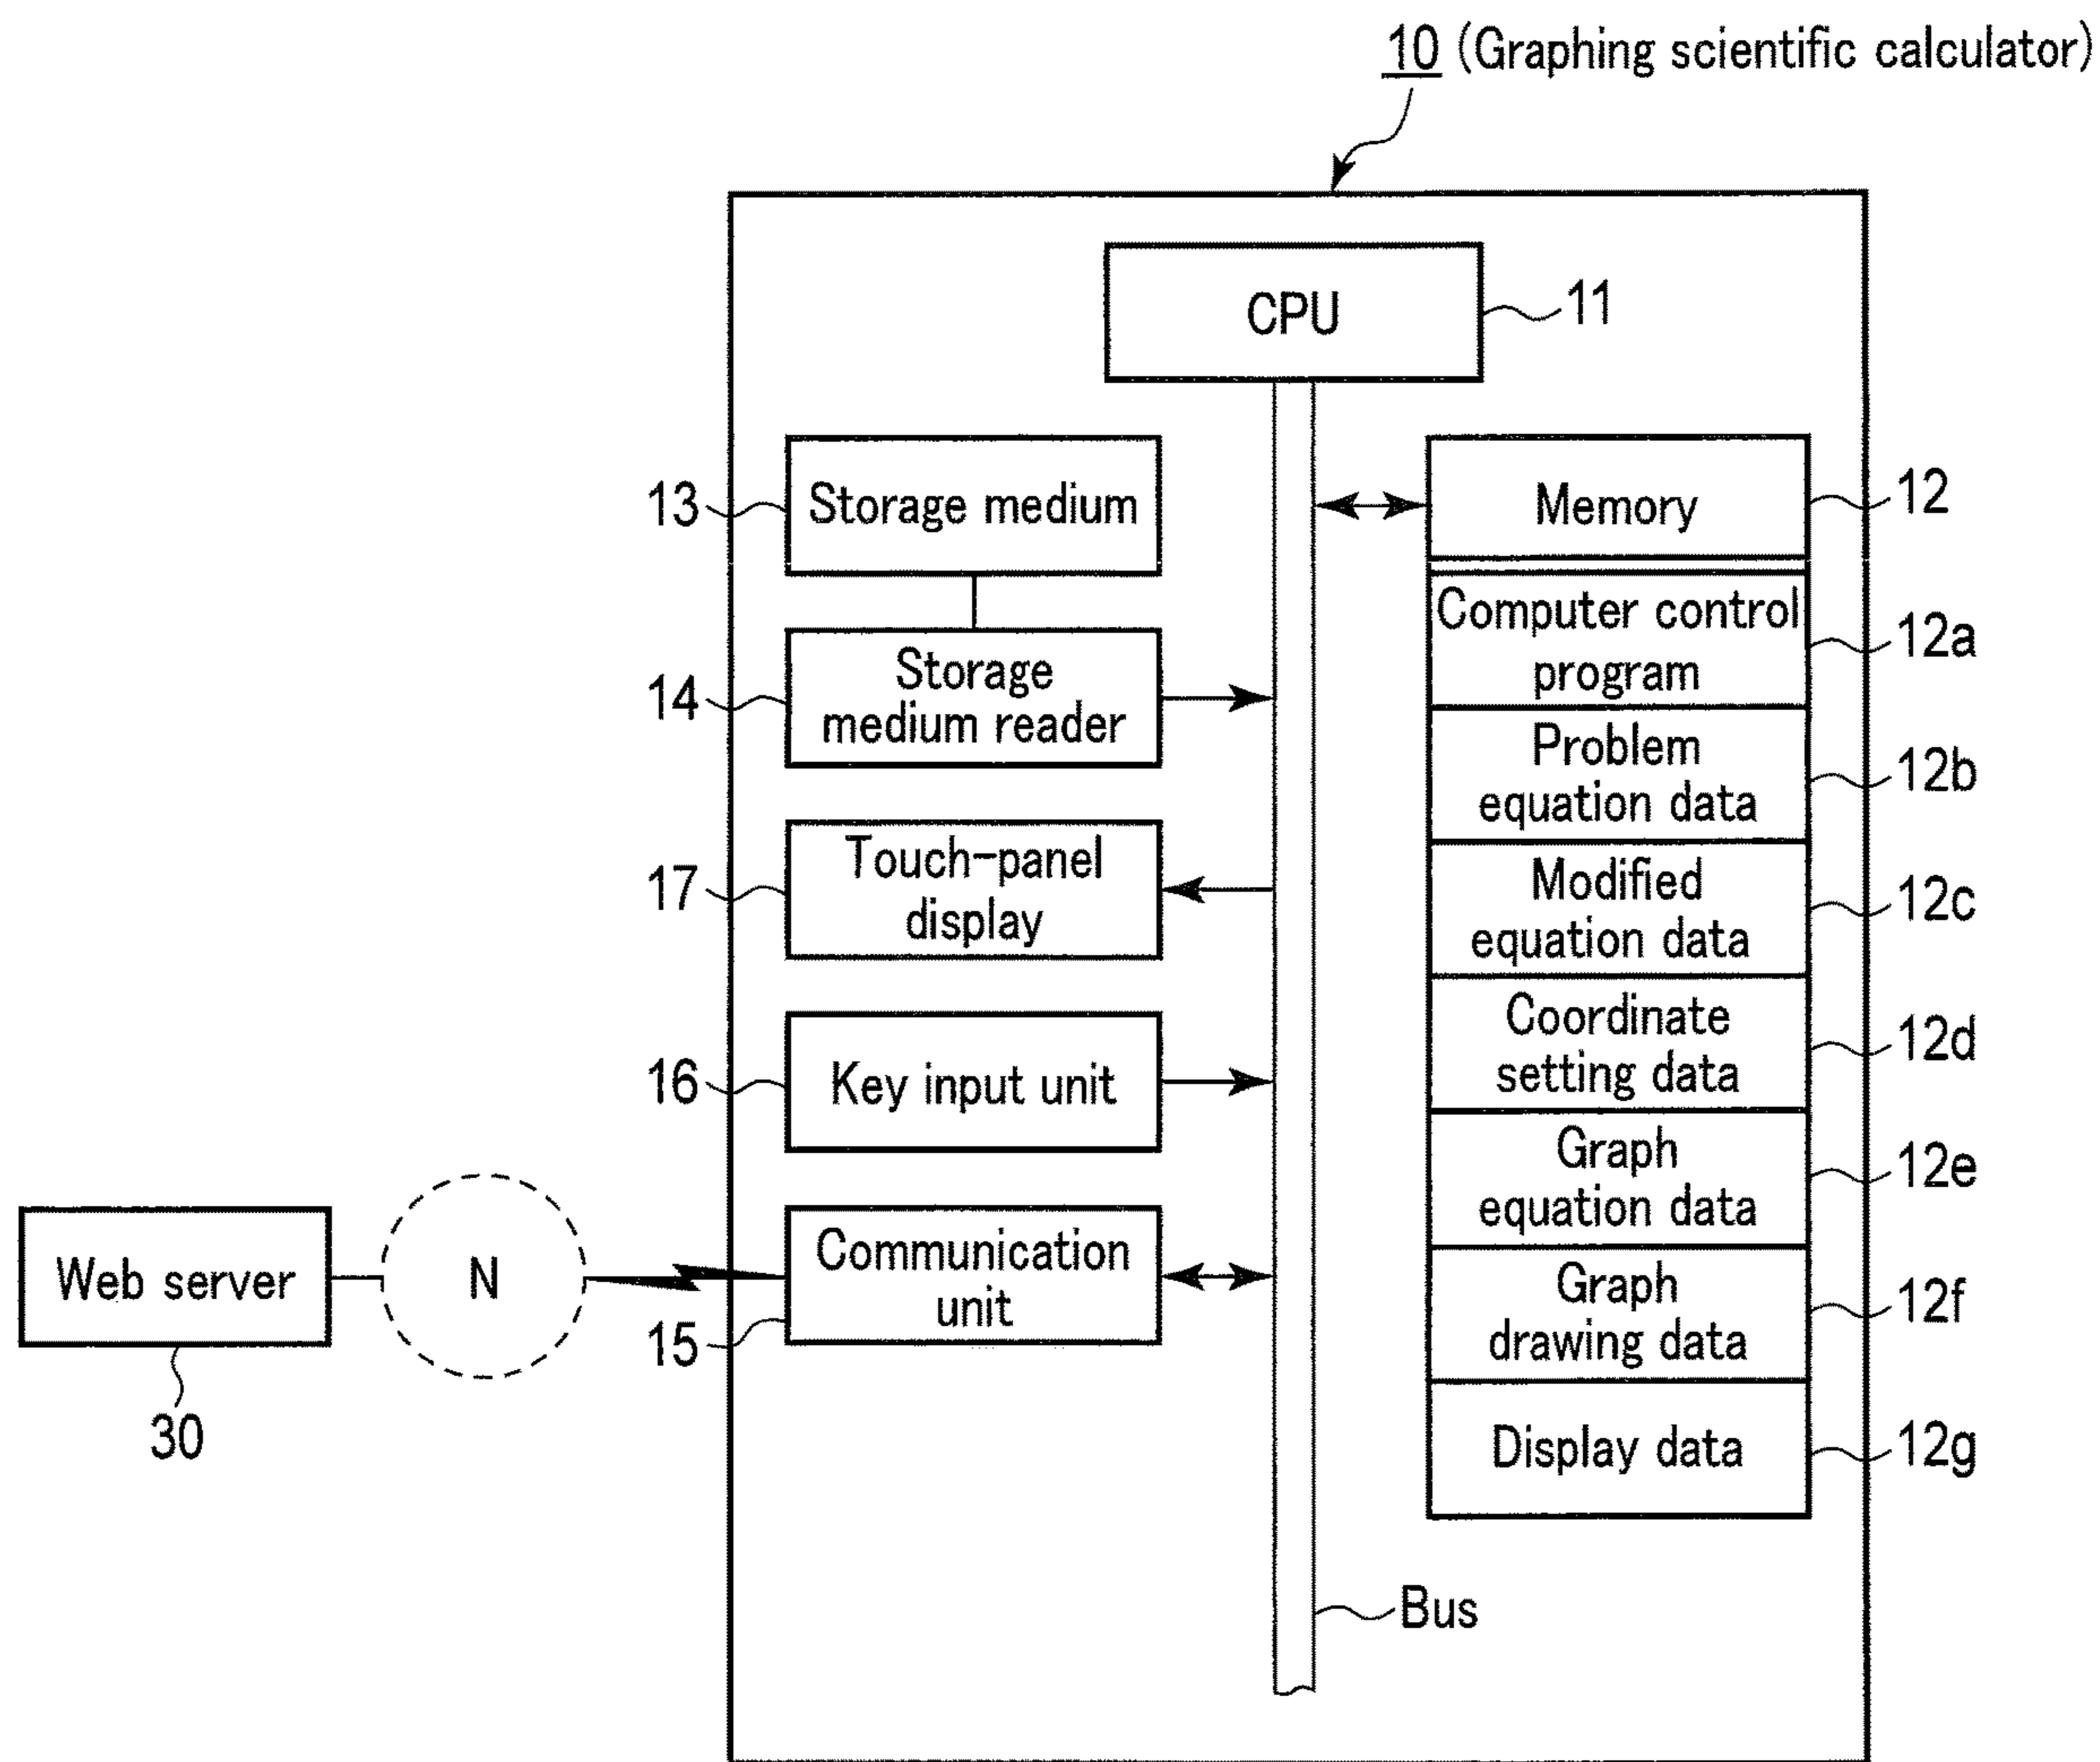 10 (Graphing scientific calculator)
CPU
11
13
Storage medium
Memory
12
Computer control
program
12a
14
Storage
medium reader
Problem
equation data
12b
17
Touch-panel
display
Modified
equation data
12c
16
Key input unit
Coordinate
setting data
12d
Graph
equation data
12e
Web server
30
N
Communication
unit
15
Graph
drawing data
12f
Display data
12g
Bus